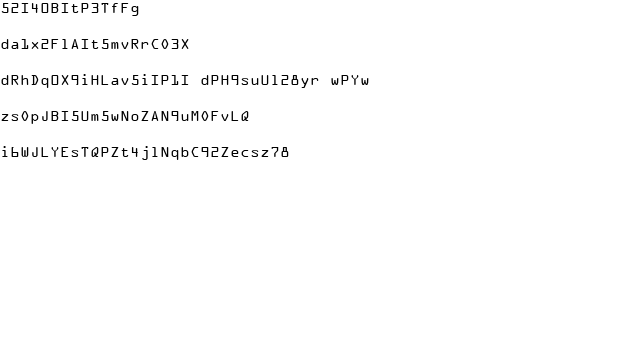 52I4OBItP3TfFg
da1x2FlAIt5mvRrC03X
dRhDqOX9iHLav5iIP1I dPH9suUl28yr wPYw
zs0pJBI5Um5wNoZAN9uM0FvLQ
i6WJLYEsTQPZt4jlNqbC92Zecsz78